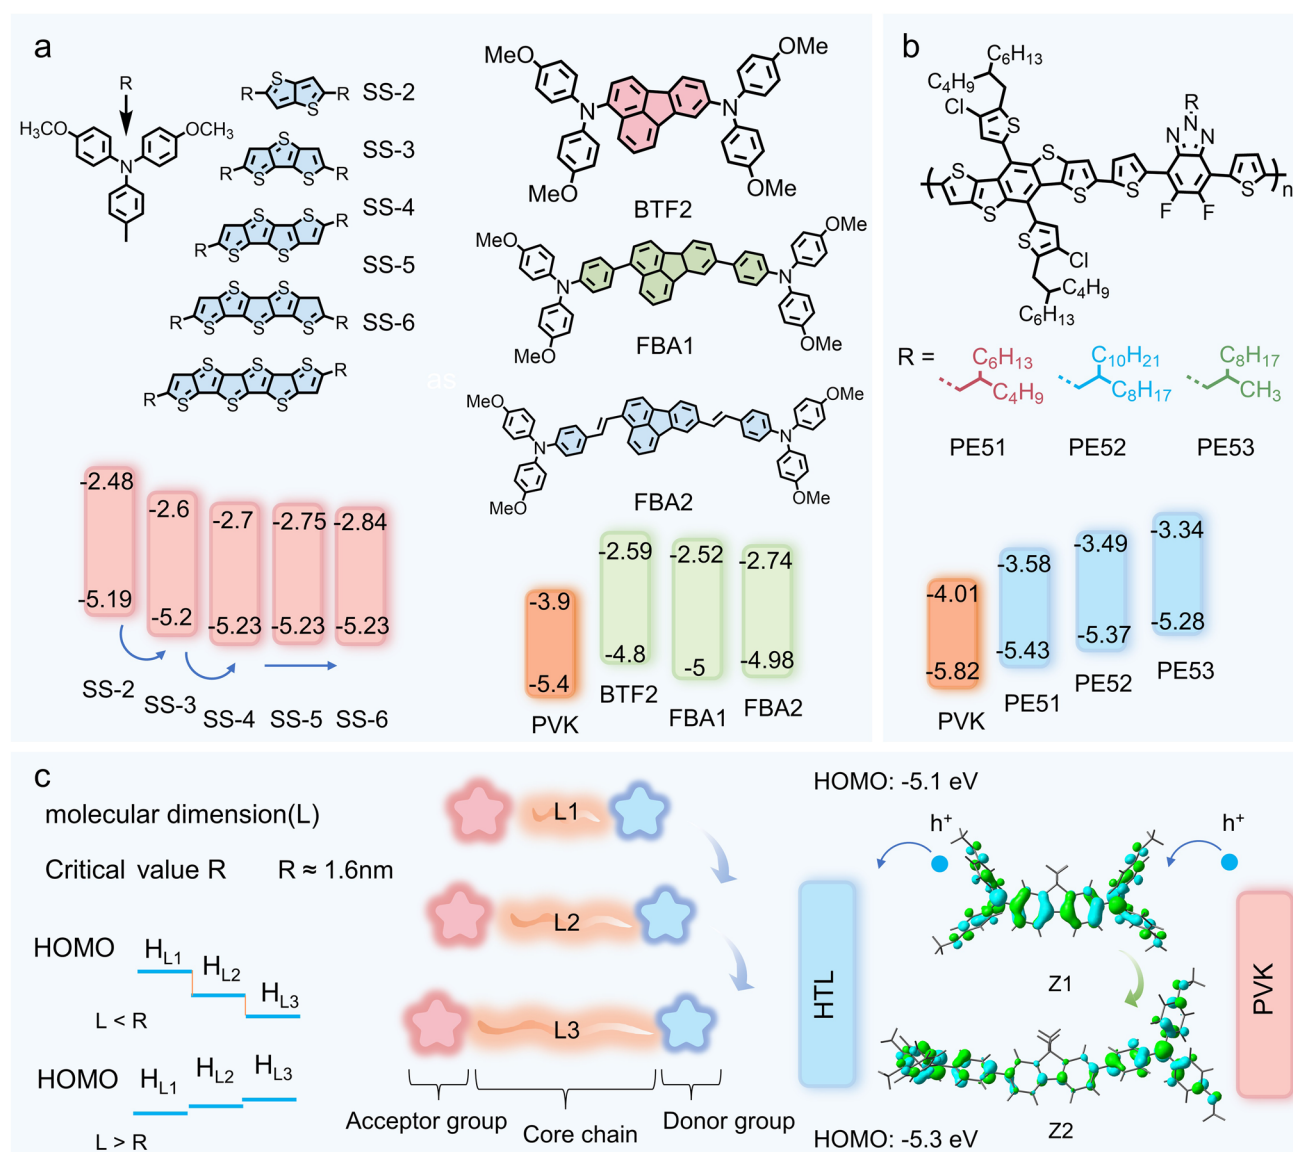 a
R
H₃CO
OCH₃
N
R
S
S
R
SS-2
S
R
S
S
R
SS-3
S
S
R
R
S
S
SS-4
SS-5
S
S
R
S
S
S
R
SS-6
S
S
S
R
R
S
S
S
MeO
OMe
N
N
MeO
OMe
BTF2
MeO
OMe
N
N
MeO
OMe
FBA1
as
MeO
OMe
N
N
MeO
OMe
FBA2
-2.48
-2.6
-2.7
-2.75
-2.84
-5.19
-5.2
-5.23
-5.23
-5.23
SS-2
SS-3
SS-4
SS-5
SS-6
-3.9
-2.59
-2.52
-2.74
-5.4
-4.8
-5
-4.98
PVK
BTF2
FBA1
FBA2
b
C₆H₁₃
C₄H₉
Cl
S
R
N
N
N
S
S
S
S
S
S
F
F
n
S
Cl
C₄H₉
C₆H₁₃
R =
C₆H₁₃
C₄H₉
C₁₀H₂₁
C₈H₁₇
C₈H₁₇
CH₃
PE51
PE52
PE53
-4.01
-3.58
-3.49
-3.34
-5.82
-5.43
-5.37
-5.28
PVK
PE51
PE52
PE53
c
molecular dimension(L)
Critical value R
R ≈ 1.6nm
HOMO
H_L1
H_L2
H_L3
L < R
HOMO
H_L1
H_L2
H_L3
L > R
L1
L2
L3
Acceptor group
Core chain
Donor group
HOMO: -5.1 eV
h⁺
h⁺
HTL
Z1
PVK
Z2
HOMO: -5.3 eV